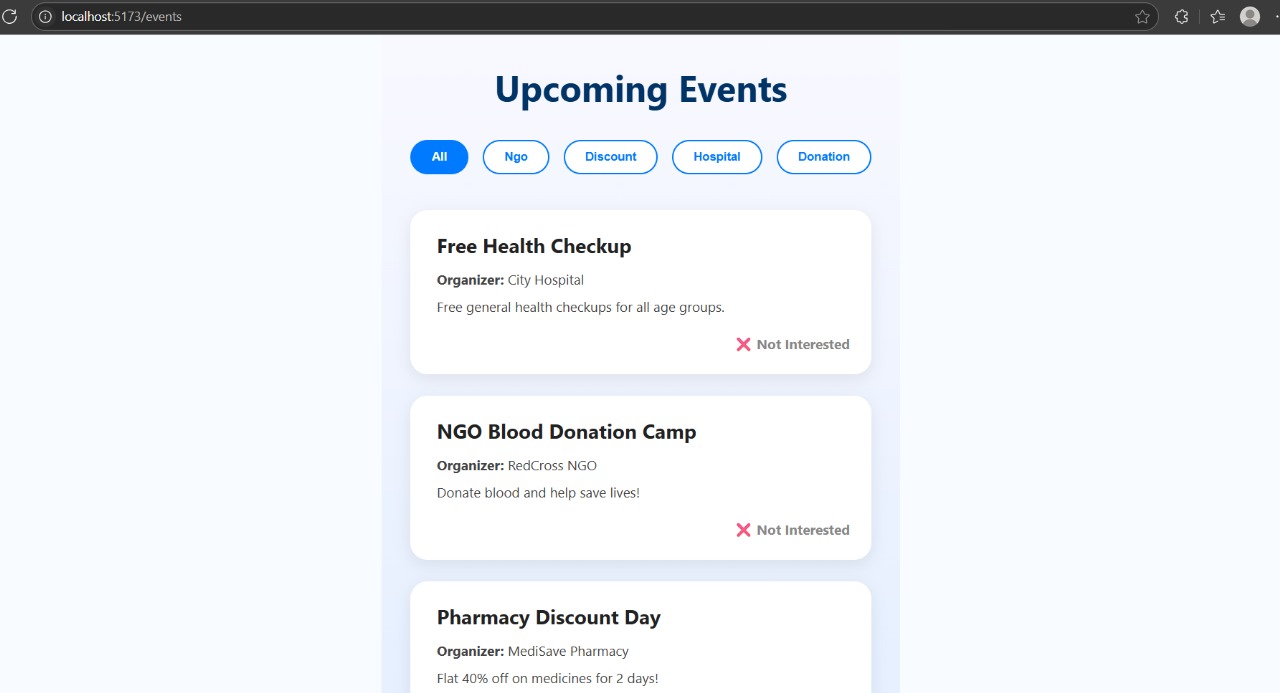 localhost:5173/events
Upcoming Events
All Ngo Discount Hospital Donation
Free Health Checkup
Organizer: City Hospital
Free general health checkups for all age groups.
❌ Not Interested
NGO Blood Donation Camp
Organizer: RedCross NGO
Donate blood and help save lives!
❌ Not Interested
Pharmacy Discount Day
Organizer: MediSave Pharmacy
Flat 40% off on medicines for 2 days!